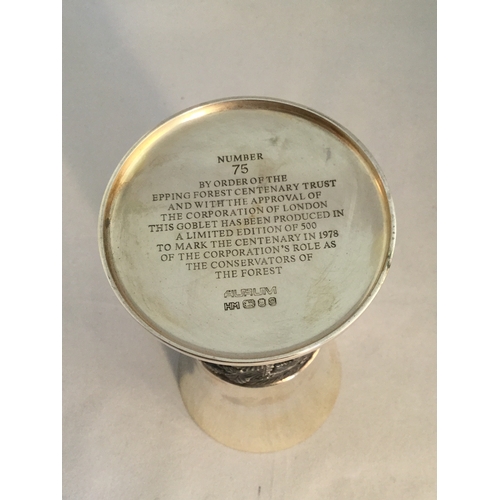 NUMBER
75
BY ORDER OF THE
EPPING FOREST CENTENARY TRUST
AND WITH THE APPROVAL OF
THE CORPORATION OF LONDON
THIS GOBLET HAS BEEN PRODUCED IN
A LIMITED EDITION OF 500
TO MARK THE CENTENARY IN 1978
OF THE CORPORATION'S ROLE AS
THE CONSERVATORS OF
THE FOREST
AURUM
HM